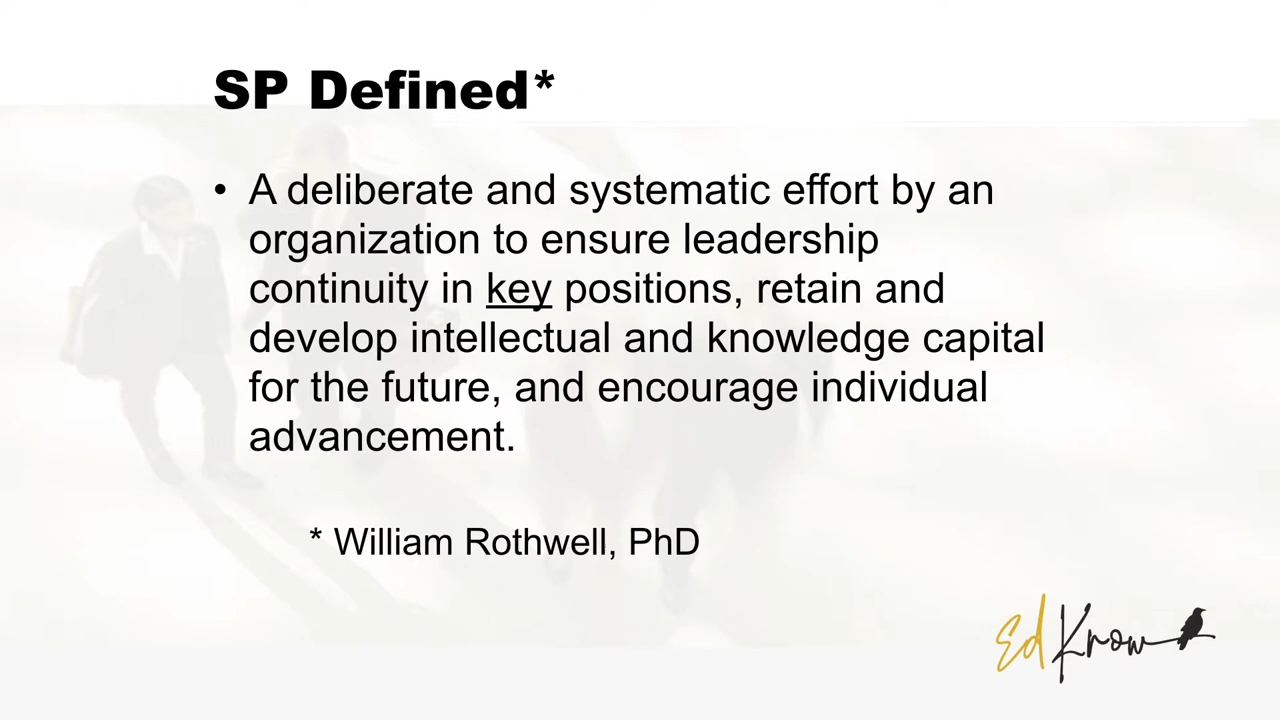 SP Defined*
• A deliberate and systematic effort by an
organization to ensure leadership
continuity in key positions, retain and
develop intellectual and knowledge capital
for the future, and encourage individual
advancement.
* William Rothwell, PhD
Ed Know